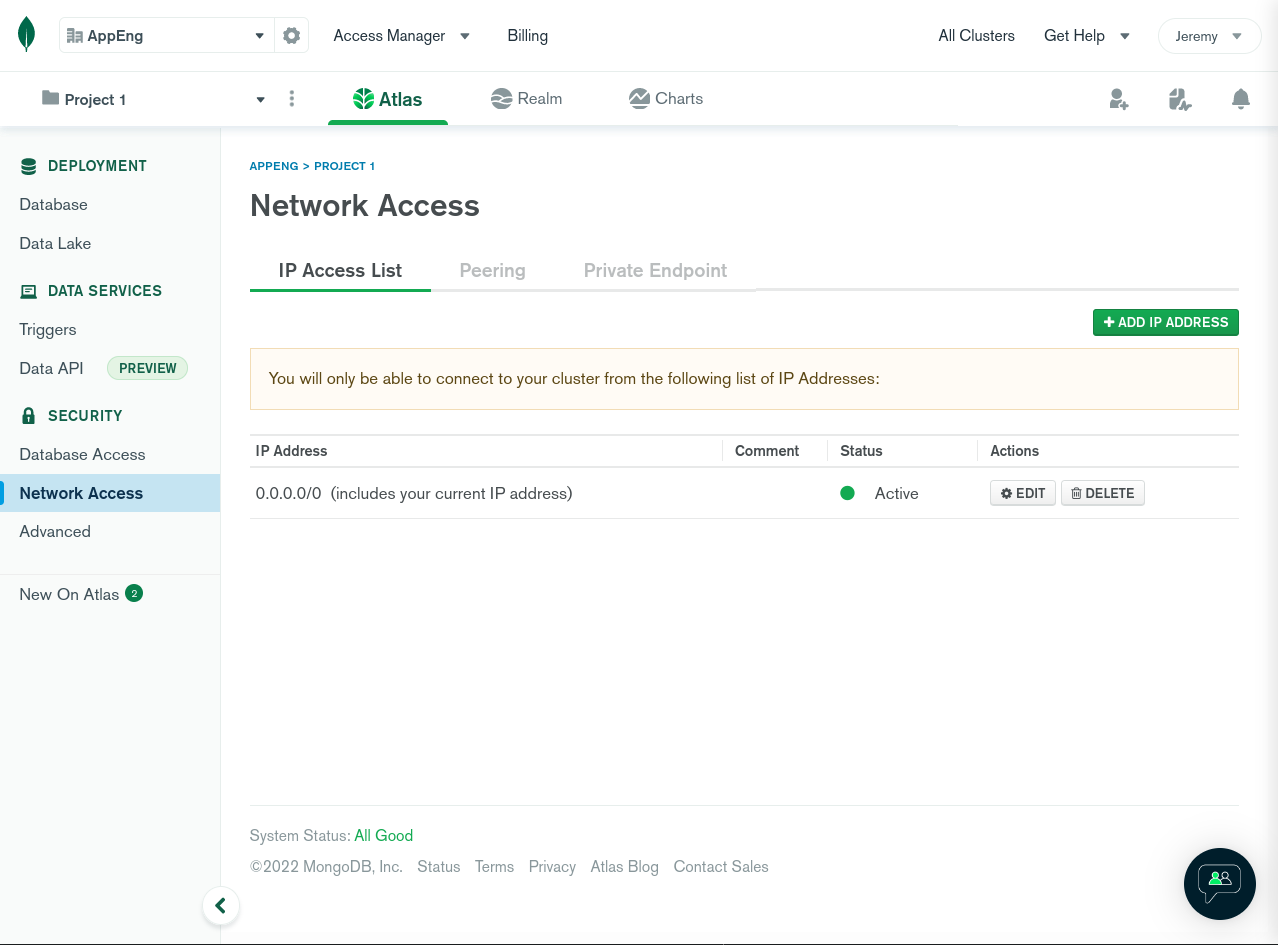 AppEng
Access Manager
Billing
All Clusters
Get Help
Jeremy
Project 1
Atlas
Realm
Charts
DEPLOYMENT
Database
Data Lake
DATA SERVICES
Triggers
Data API PREVIEW
SECURITY
Database Access
Network Access
Advanced
New On Atlas 2
APPENG > PROJECT 1
Network Access
IP Access List
Peering
Private Endpoint
+ ADD IP ADDRESS
You will only be able to connect to your cluster from the following list of IP Addresses:
IP Address Comment Status Actions
0.0.0.0/0 (includes your current IP address) Active EDIT DELETE
System Status: All Good
©2022 MongoDB, Inc. Status Terms Privacy Atlas Blog Contact Sales